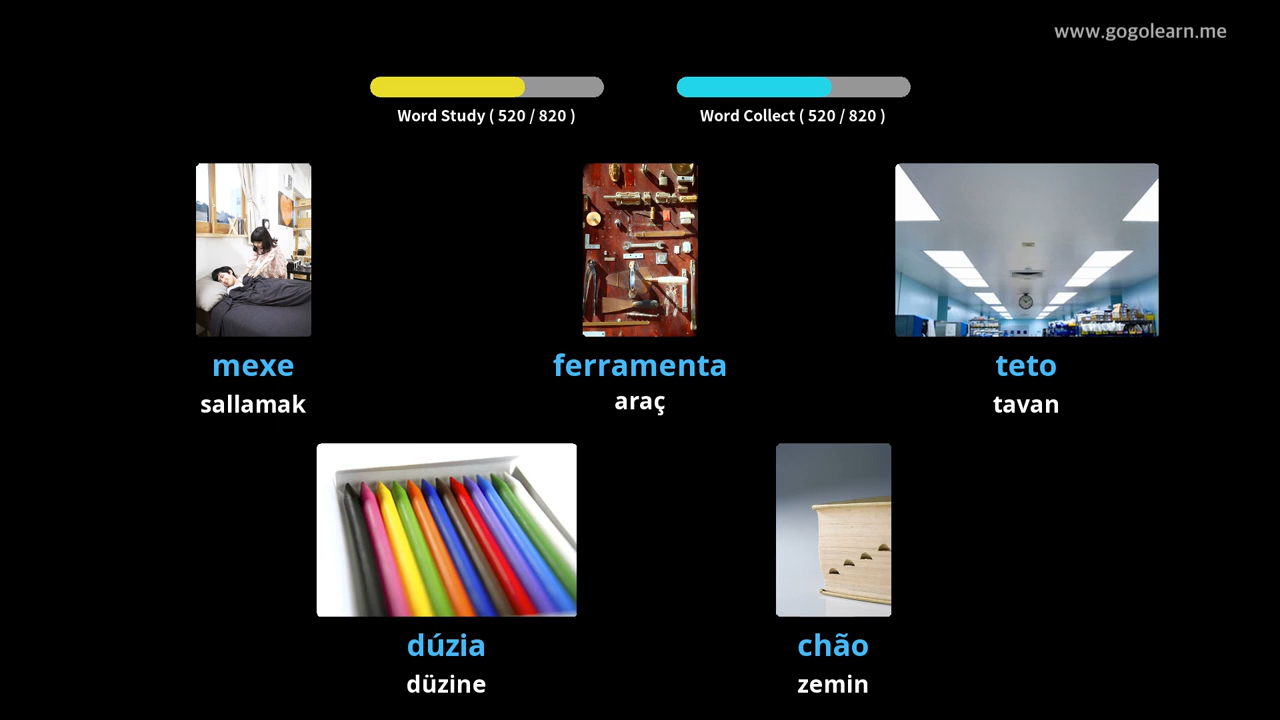 www.gogolearn.me
Word Study ( 520 / 820 )
Word Collect ( 520 / 820 )
mexe
sallamak
ferramenta
araç
teto
tavan
dúzia
düzine
chão
zemin